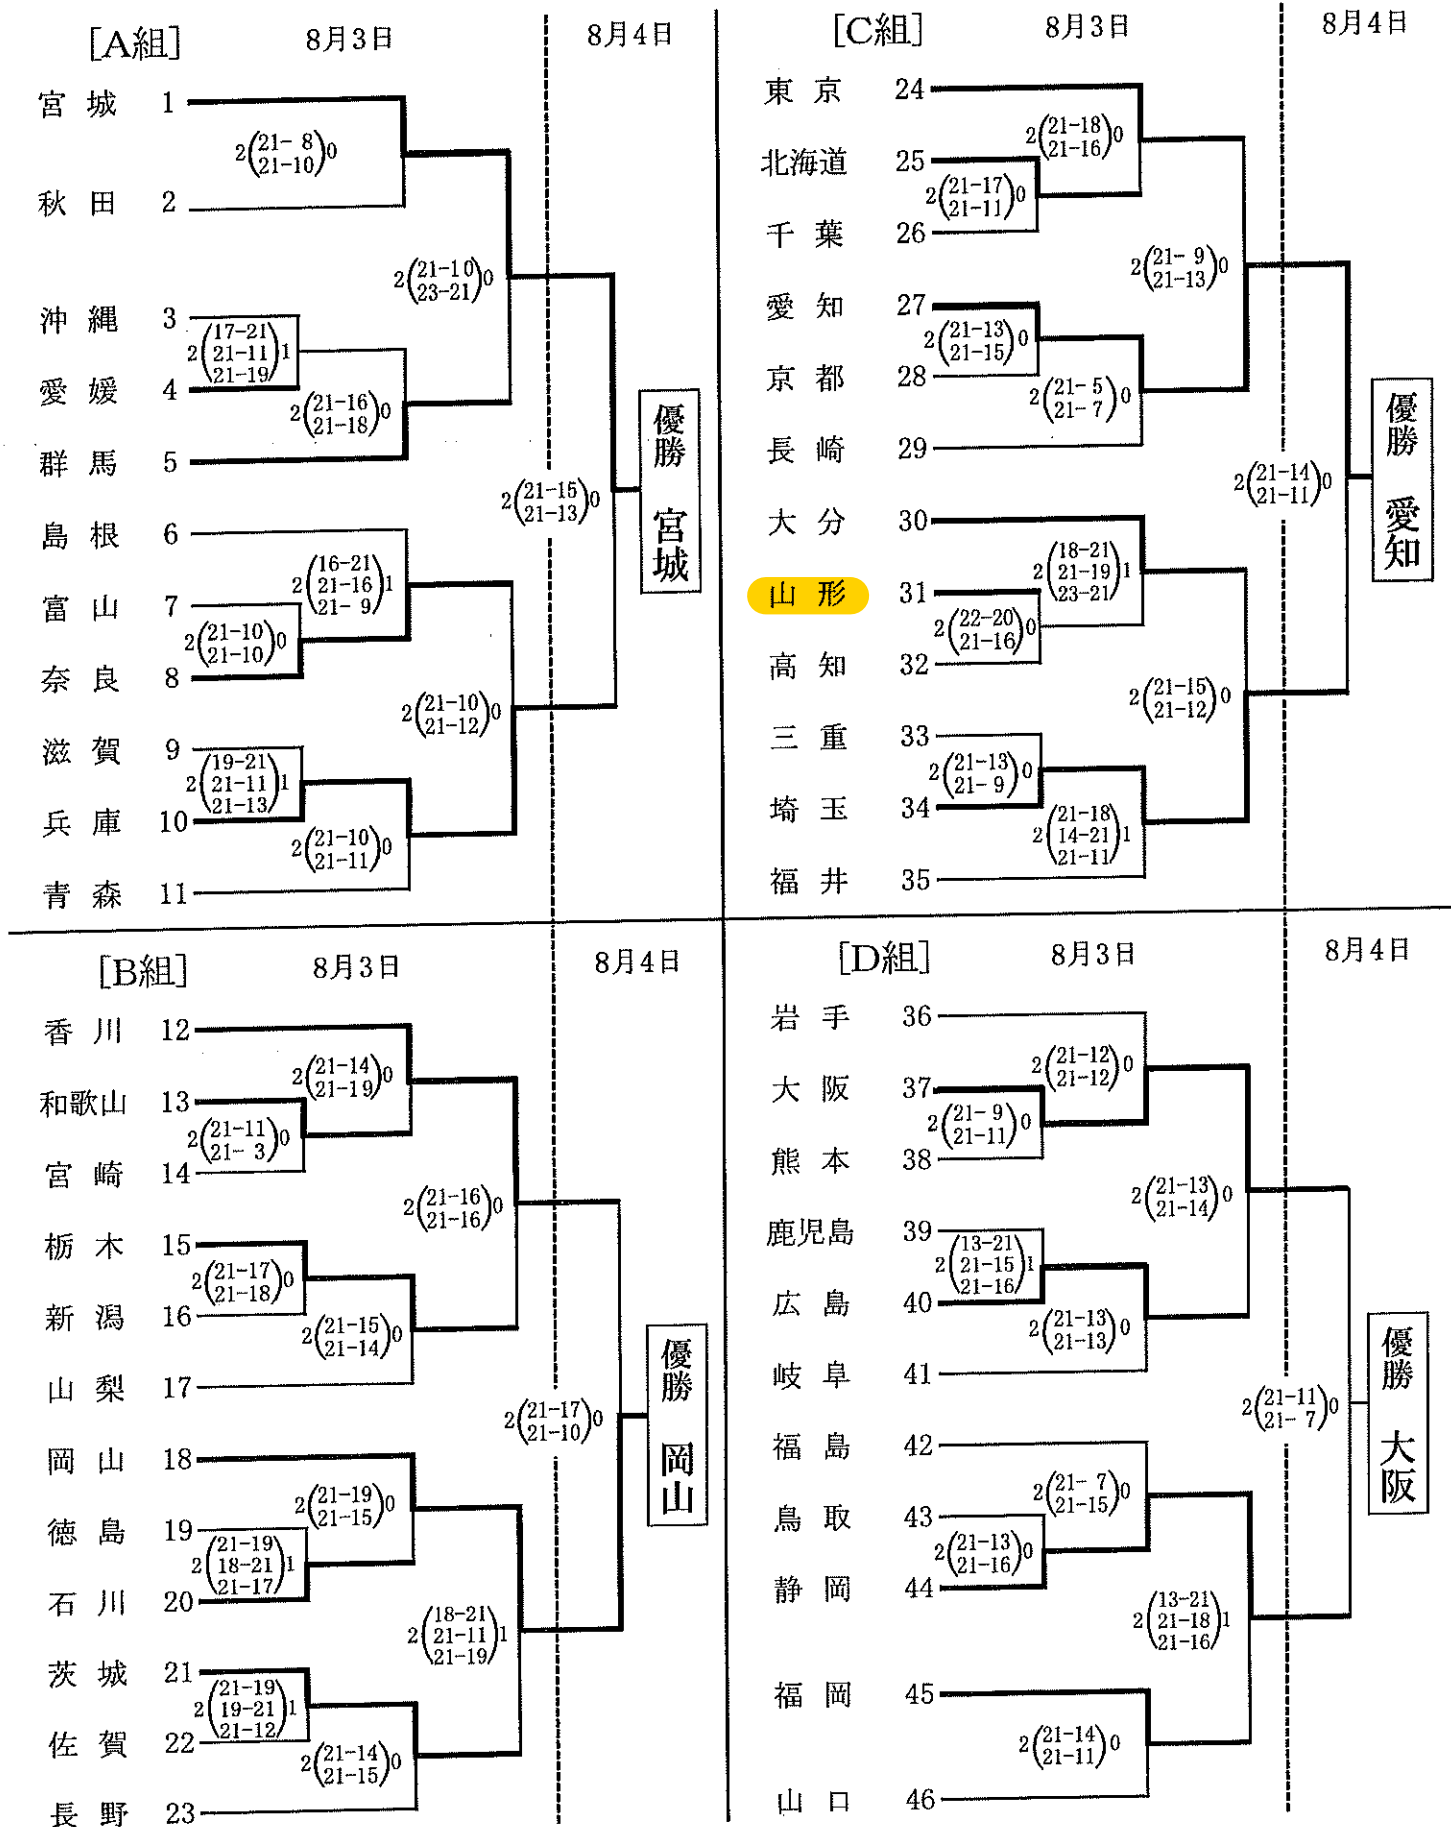 [A組]
8月3日
8月4日
宮城 1
2(21-8 21-10)0
秋田 2
2(21-10 23-21)0
沖縄 3
2(17-21 21-11 21-19)1
愛媛 4
2(21-16 21-18)0
群馬 5
2(21-15 21-13)0
優勝 宮城
島根 6
2(16-21 21-16 21-9)1
富山 7
2(21-10 21-10)0
奈良 8
2(21-10 21-12)0
滋賀 9
2(19-21 21-11 21-13)1
兵庫 10
2(21-10 21-11)0
青森 11
[B組]
8月3日
8月4日
香川 12
2(21-14 21-19)0
和歌山 13
2(21-11 21-3)0
宮崎 14
2(21-16 21-16)0
栃木 15
2(21-17 21-18)0
新潟 16
2(21-15 21-14)0
山梨 17
2(21-17 21-10)0
優勝 岡山
岡山 18
2(21-19 21-15)0
徳島 19
2(21-19 18-21 21-17)1
石川 20
2(18-21 21-11 21-19)1
茨城 21
2(21-19 19-21 21-12)1
佐賀 22
2(21-14 21-15)0
長野 23
[C組]
8月3日
8月4日
東京 24
2(21-18 21-16)0
北海道 25
2(21-17 21-11)0
千葉 26
2(21-9 21-13)0
愛知 27
2(21-13 21-15)0
京都 28
2(21-5 21-7)0
長崎 29
2(21-14 21-11)0
優勝 愛知
大分 30
2(18-21 21-19 23-21)1
山形 31
2(22-20 21-16)0
高知 32
2(21-15 21-12)0
三重 33
2(21-13 21-9)0
埼玉 34
2(21-18 14-21 21-11)1
福井 35
[D組]
8月3日
8月4日
岩手 36
2(21-12 21-12)0
大阪 37
2(21-9 21-11)0
熊本 38
2(21-13 21-14)0
鹿児島 39
2(13-21 21-15 21-16)1
広島 40
2(21-13 21-13)0
岐阜 41
2(21-11 21-7)0
優勝 大阪
福島 42
2(21-7 21-15)0
鳥取 43
2(21-13 21-16)0
静岡 44
2(13-21 21-18 21-16)1
福岡 45
2(21-14 21-11)0
山口 46